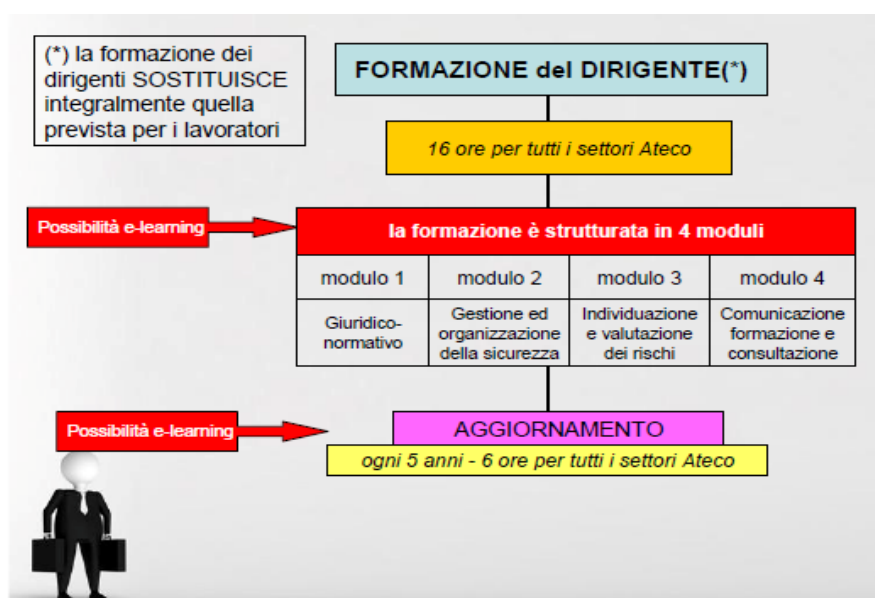 (*) la formazione dei
dirigenti SOSTITUISCE
integralmente quella
prevista per i lavoratori
FORMAZIONE del DIRIGENTE(*)
16 ore per tutti i settori Ateco
Possibilità e-learning
la formazione è strutturata in 4 moduli
modulo 1
modulo 2
modulo 3
modulo 4
Giuridico-
normativo
Gestione ed
organizzazione
della sicurezza
Individuazione
e valutazione
dei rischi
Comunicazione
formazione e
consultazione
Possibilità e-learning
AGGIORNAMENTO
ogni 5 anni - 6 ore per tutti i settori Ateco